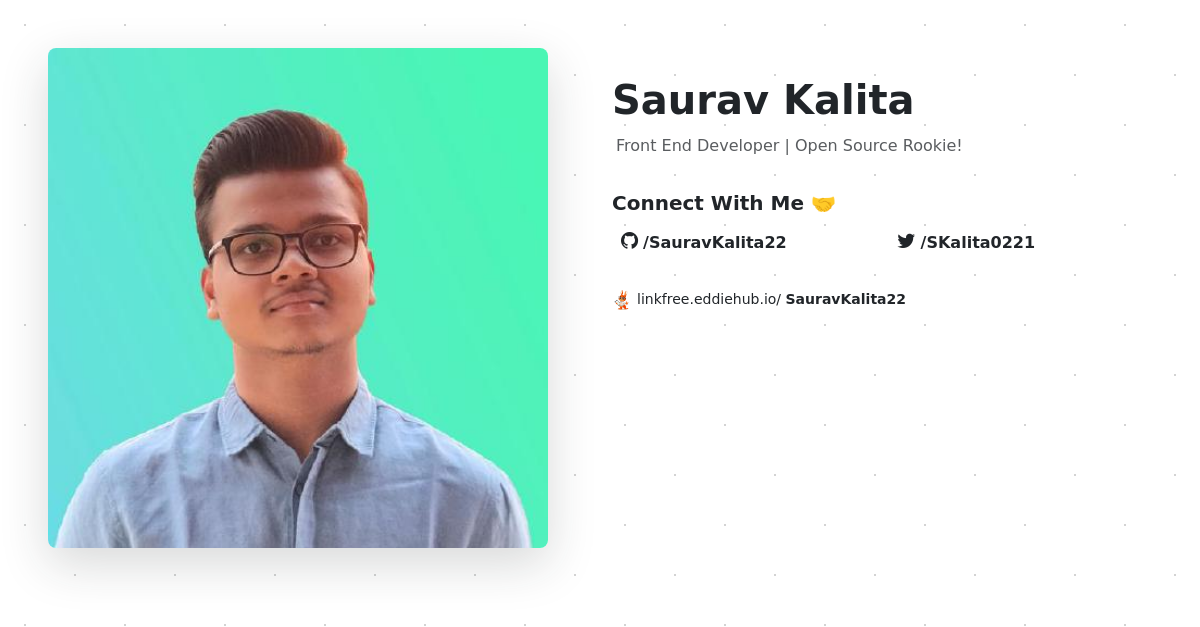 Saurav Kalita
Front End Developer | Open Source Rookie!
Connect With Me 🤝
/SauravKalita22 /SKalita0221
linkfree.eddiehub.io/ SauravKalita22